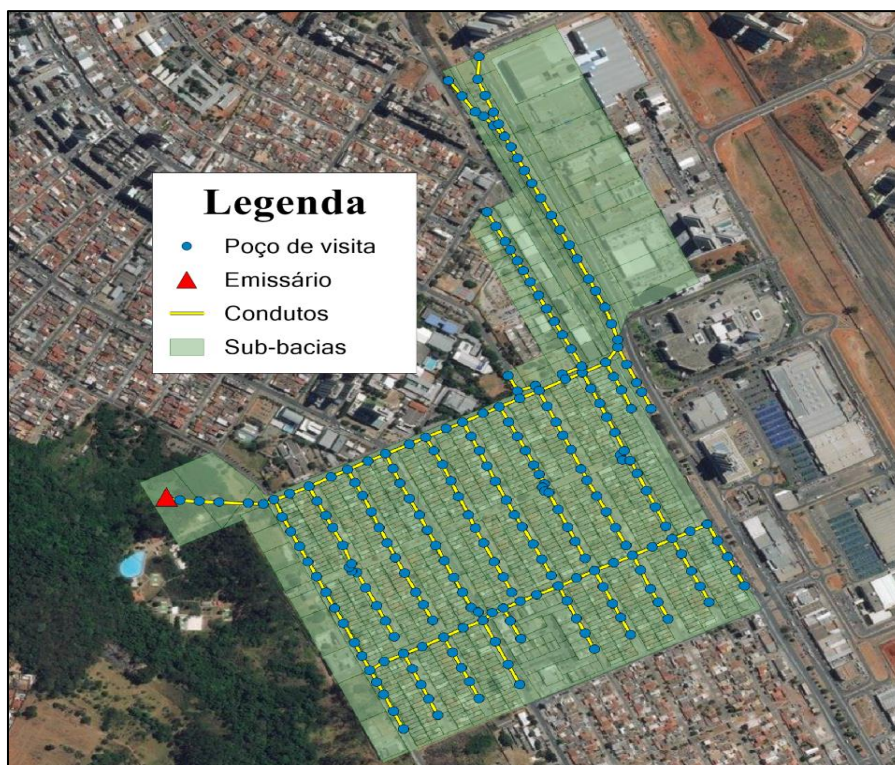 Legenda
Poço de visita
Emissário
Condutos
Sub-bacias